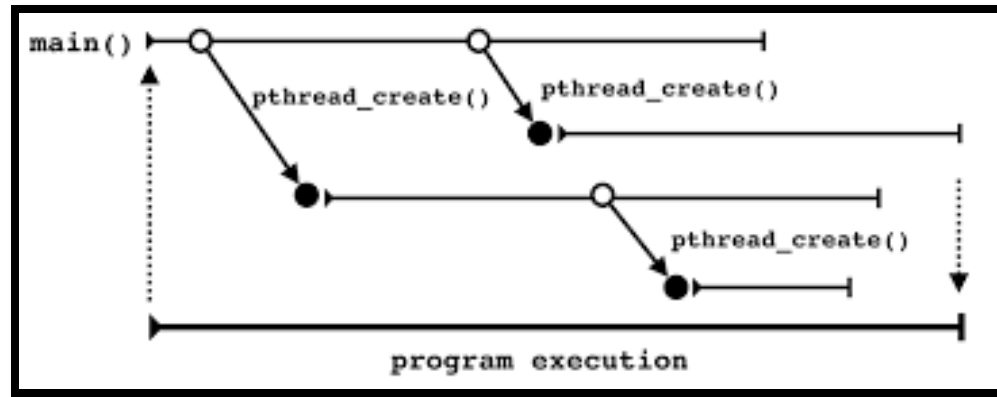 main()
pthread_create()
pthread_create()
pthread_create()
program execution